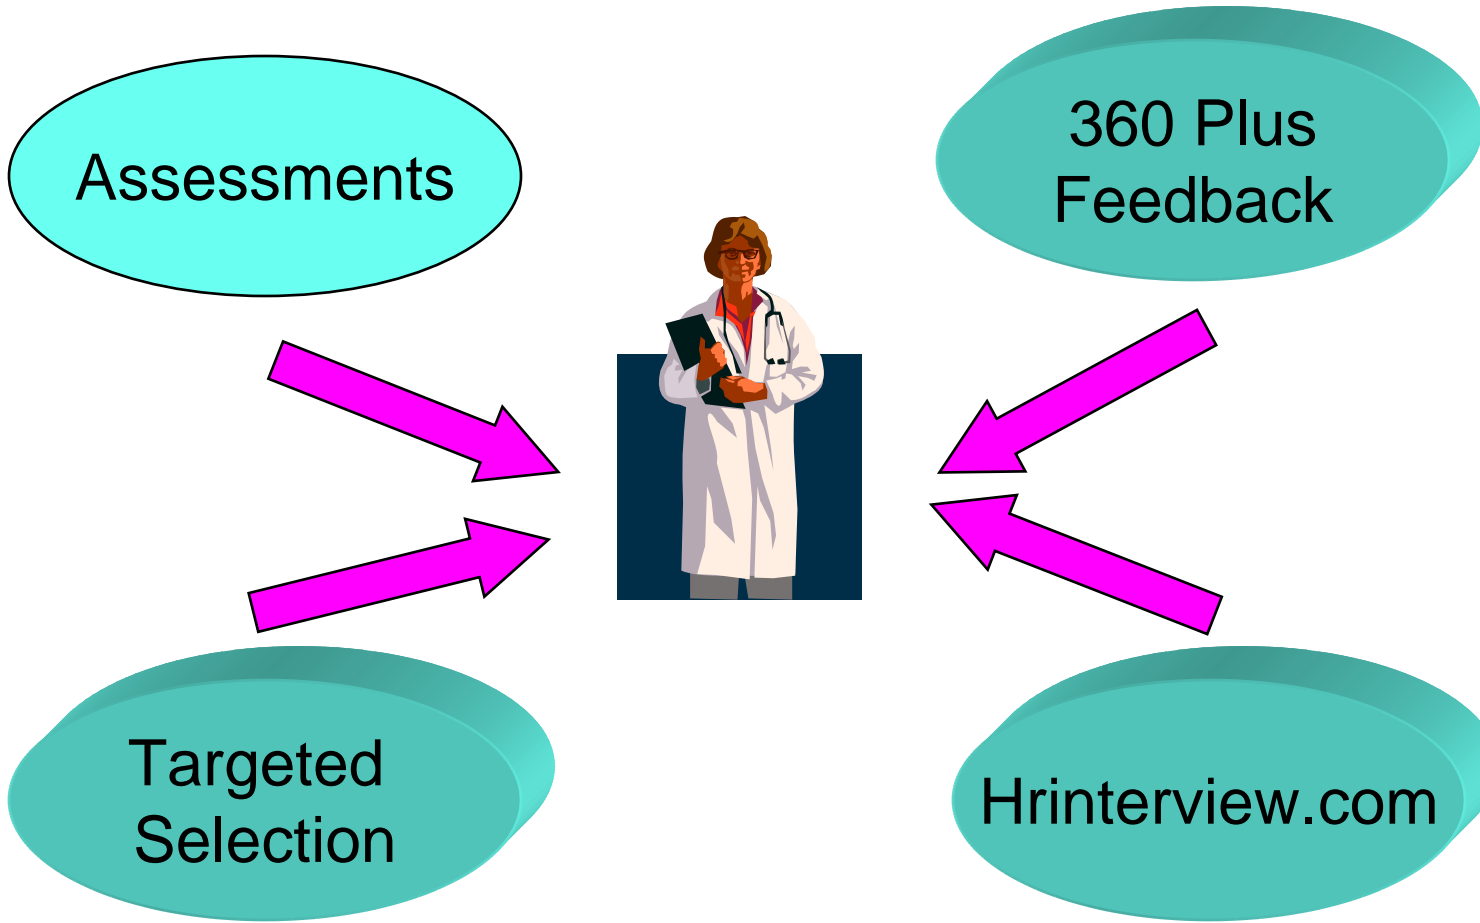 Assessments
360 Plus
Feedback
Targeted
Selection
Hrinterview.com